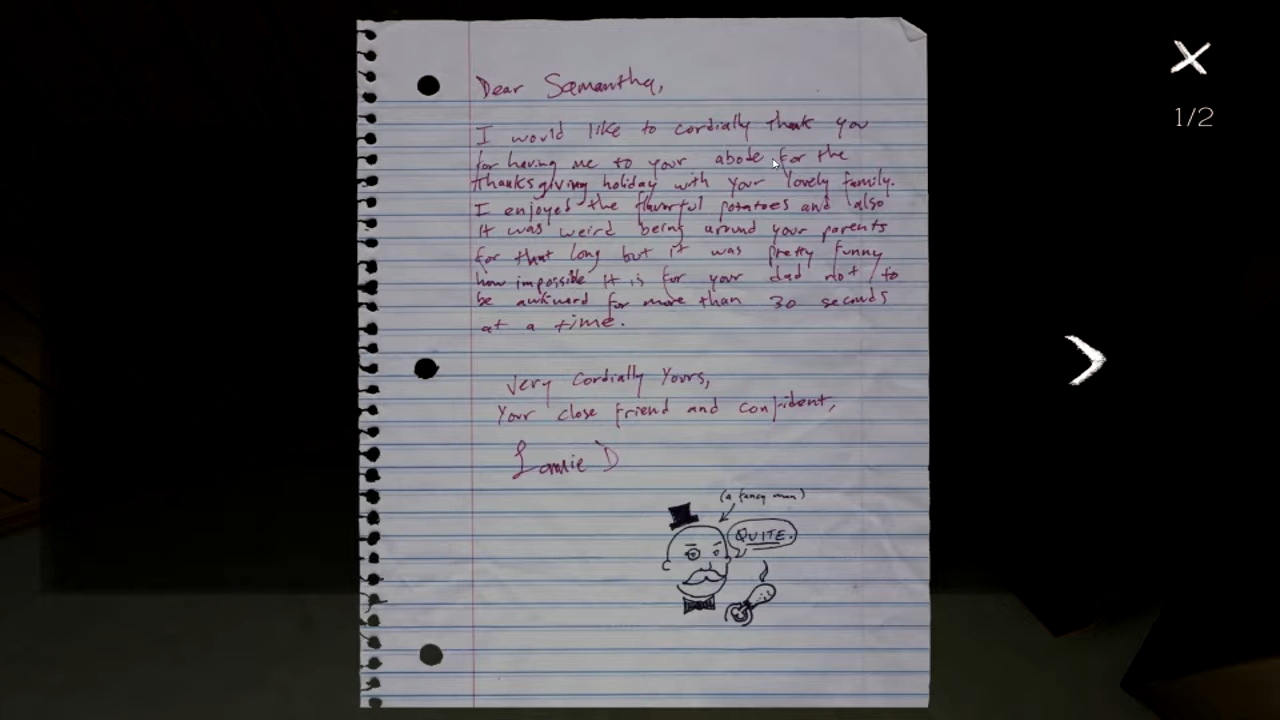 1/2
Dear Samantha,
I would like to cordially thank you
for having me to your abode for the
thanksgiving holiday with your lovely family.
I enjoyed the flavorful potatoes and also
it was weird being around your parents
for that long but it was pretty funny
how impossible it is for your dad not to
be awkward for more than 30 seconds
at a time.
Very Cordially Yours,
Your close friend and confident,
Lonnie D
(a fancy man)
QUITE.